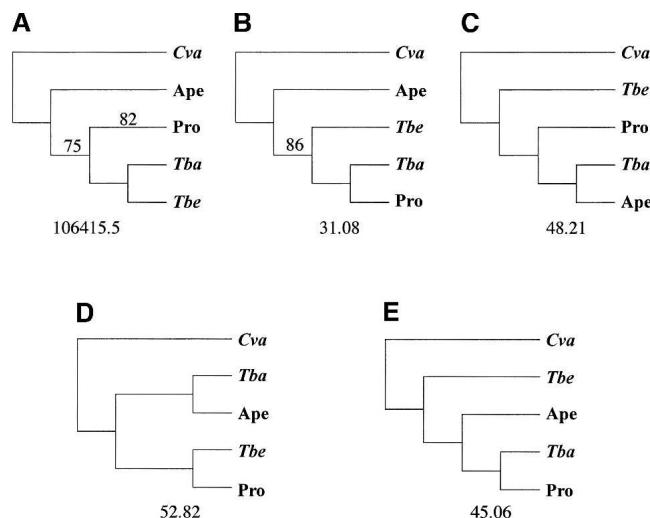 A B C
Cva Cva Cva
Ape Ape Tbe
82
Pro Tbe Pro
75 86
Tba Tba Tba
Tbe Pro Ape
106415.5 31.08 48.21
D E
Cva Cva
Tba Tbe
Ape Ape
Tbe Tba
Pro Pro
52.82 45.06